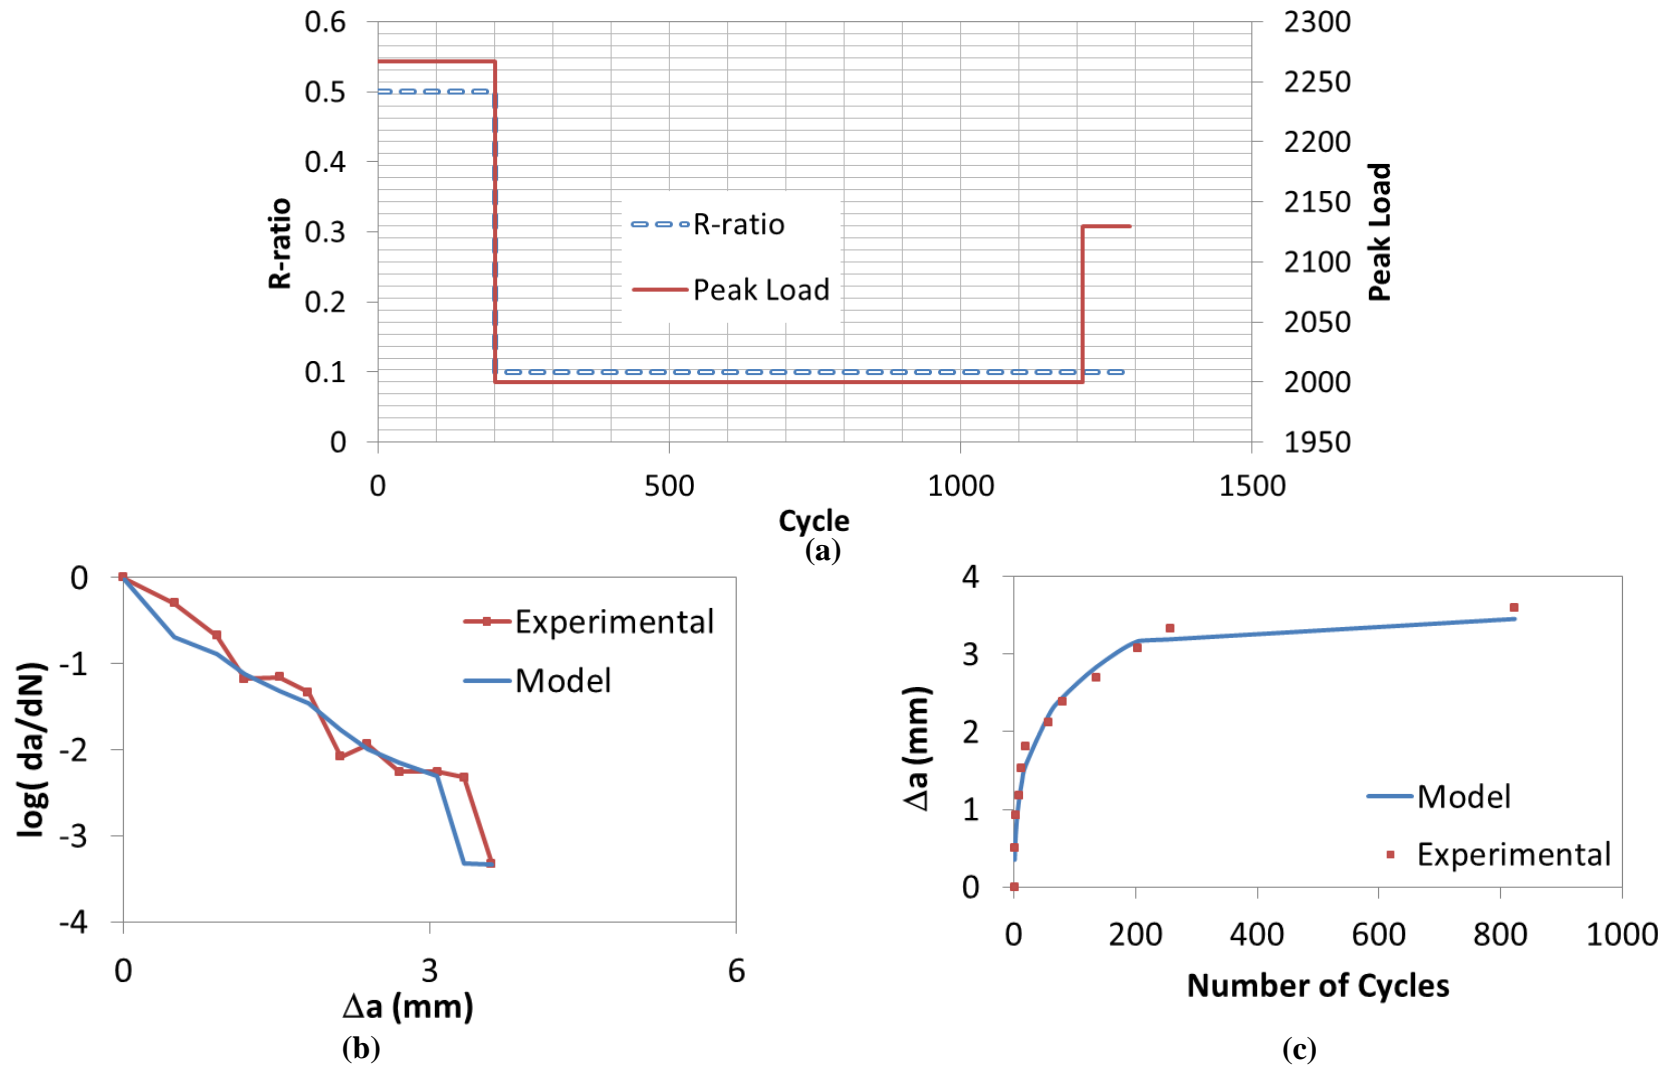 0.6
0.5
0.4
0.3
0.2
0.1
0
R-ratio
2300
2250
2200
2150
2100
2050
2000
1950
Peak Load
R-ratio
Peak Load
0 500 1000 1500
Cycle
(a)
0
-1
-2
-3
-4
log( da/dN)
Experimental
Model
0 3 6
Δa (mm)
(b)
4
3
2
1
0
Δa (mm)
Model
Experimental
0 200 400 600 800 1000
Number of Cycles
(c)